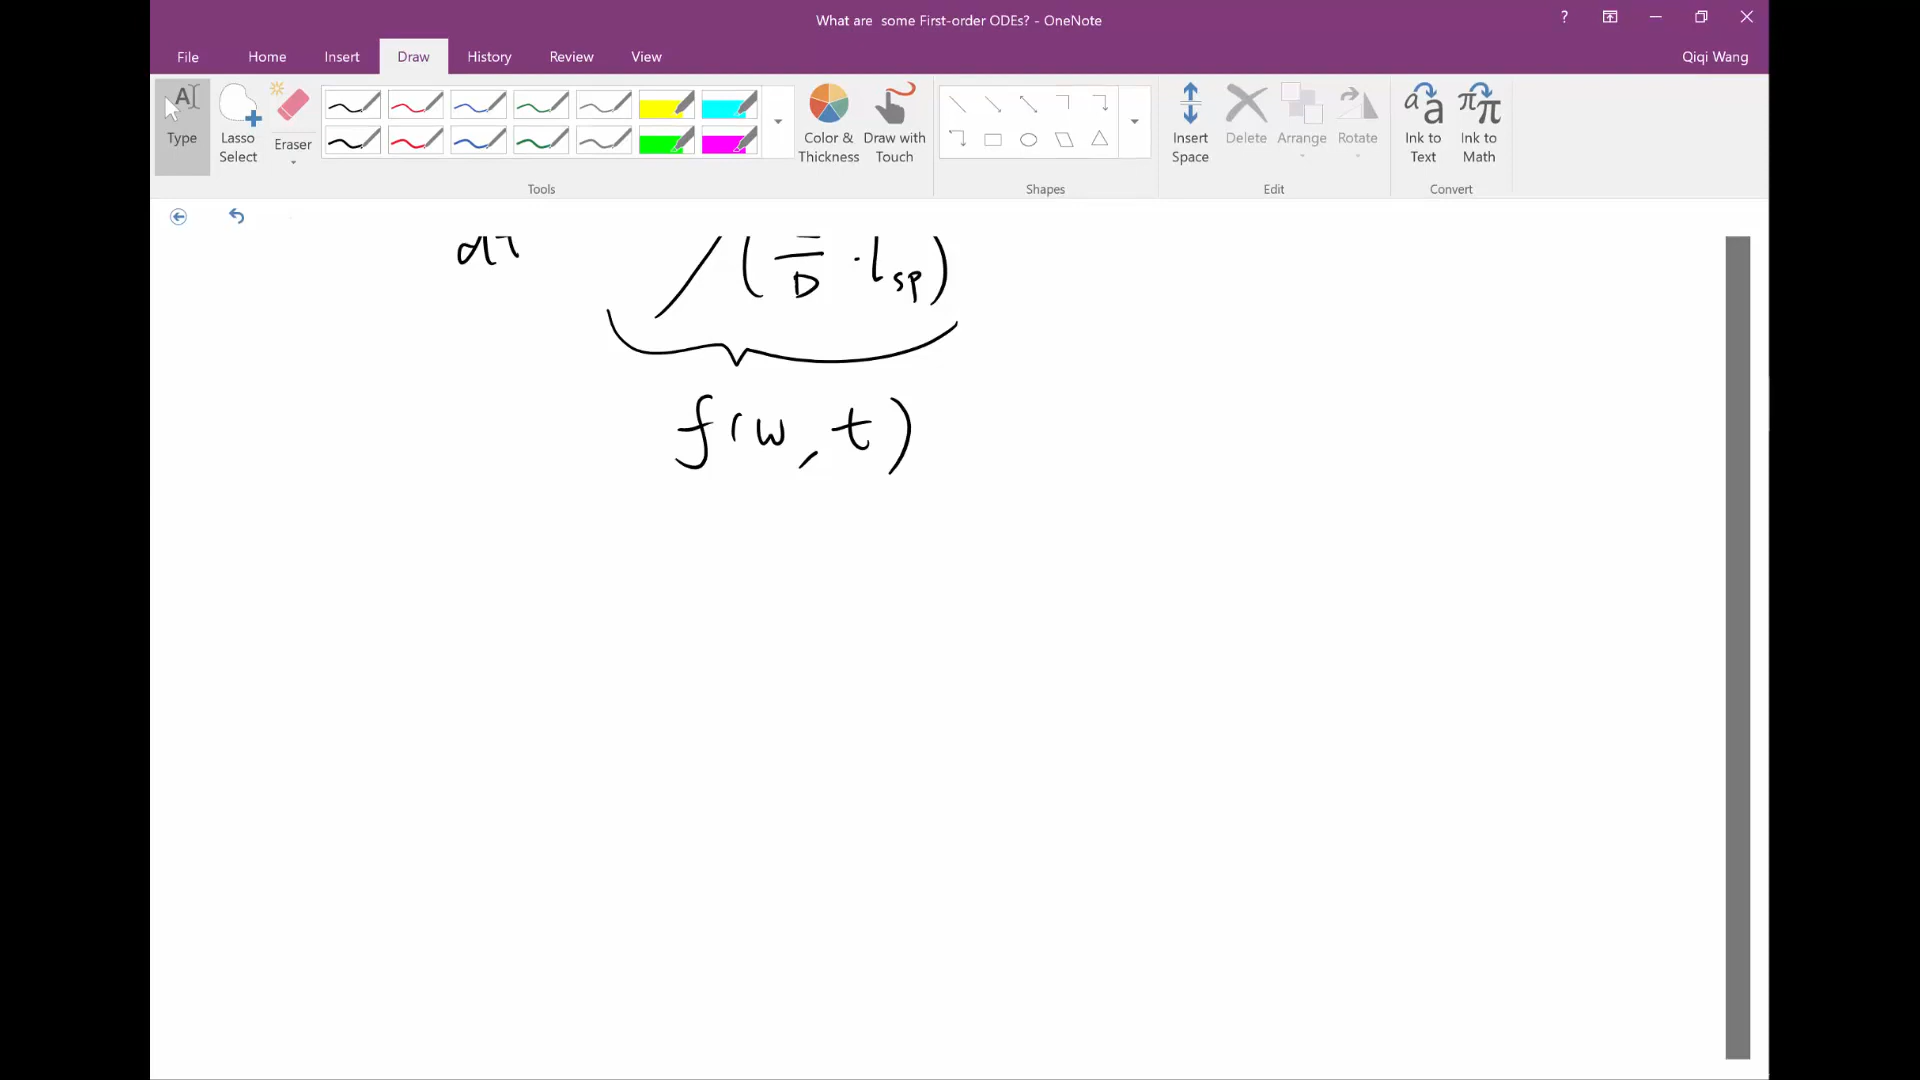 What are some First-order ODEs? - OneNote
?
File Home Insert Draw History Review View Qiqi Wang
Type Lasso Select Eraser Color & Thickness Draw with Touch Insert Space Delete Arrange Rotate Ink to Text Ink to Math
Tools Shapes Edit Convert
/ ( D · Isp )
f(w, t)